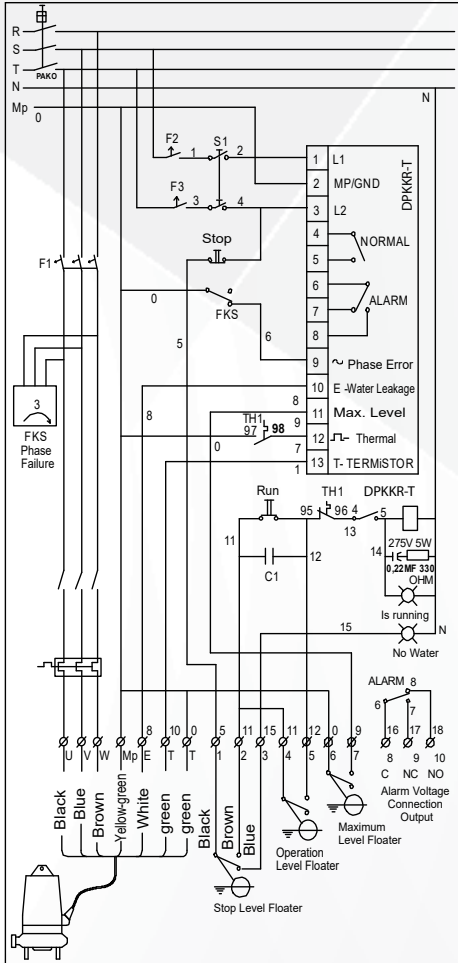 R
S
T
PAKO
N
N
Mp
0
F2
1
S1
2
F3
3
4
DPKKR-T
1 L1
2 MP/GND
3 L2
4
NORMAL
5
6
ALARM
7
8
9 ~ Phase Error
10 E -Water Leakage
11 Max. Level
12 Thermal
13 T- TERMiSTOR
Stop
0
FKS
5
6
F1
3
FKS
Phase
Failure
8
8
9
TH1
97 98
0
7
1
Run
TH1
DPKKR-T
95 96 4 5
13
11
12
C1
14
275V 5W
0,22MF 330
OHM
Is running
15
N
No Water
ALARM 8
6
7
8 10 0 5 11 15 11 12 0 9
16 17 18
U V W Mp E T T 1 2 3 4 5 6 7
8 9 10
C NC NO
Alarm Voltage
Connection
Output
Black
Blue
Brown
Yellow-green
White
green
green
Black
Brown
Blue
Maximum
Level Floater
Operation
Level Floater
Stop Level Floater